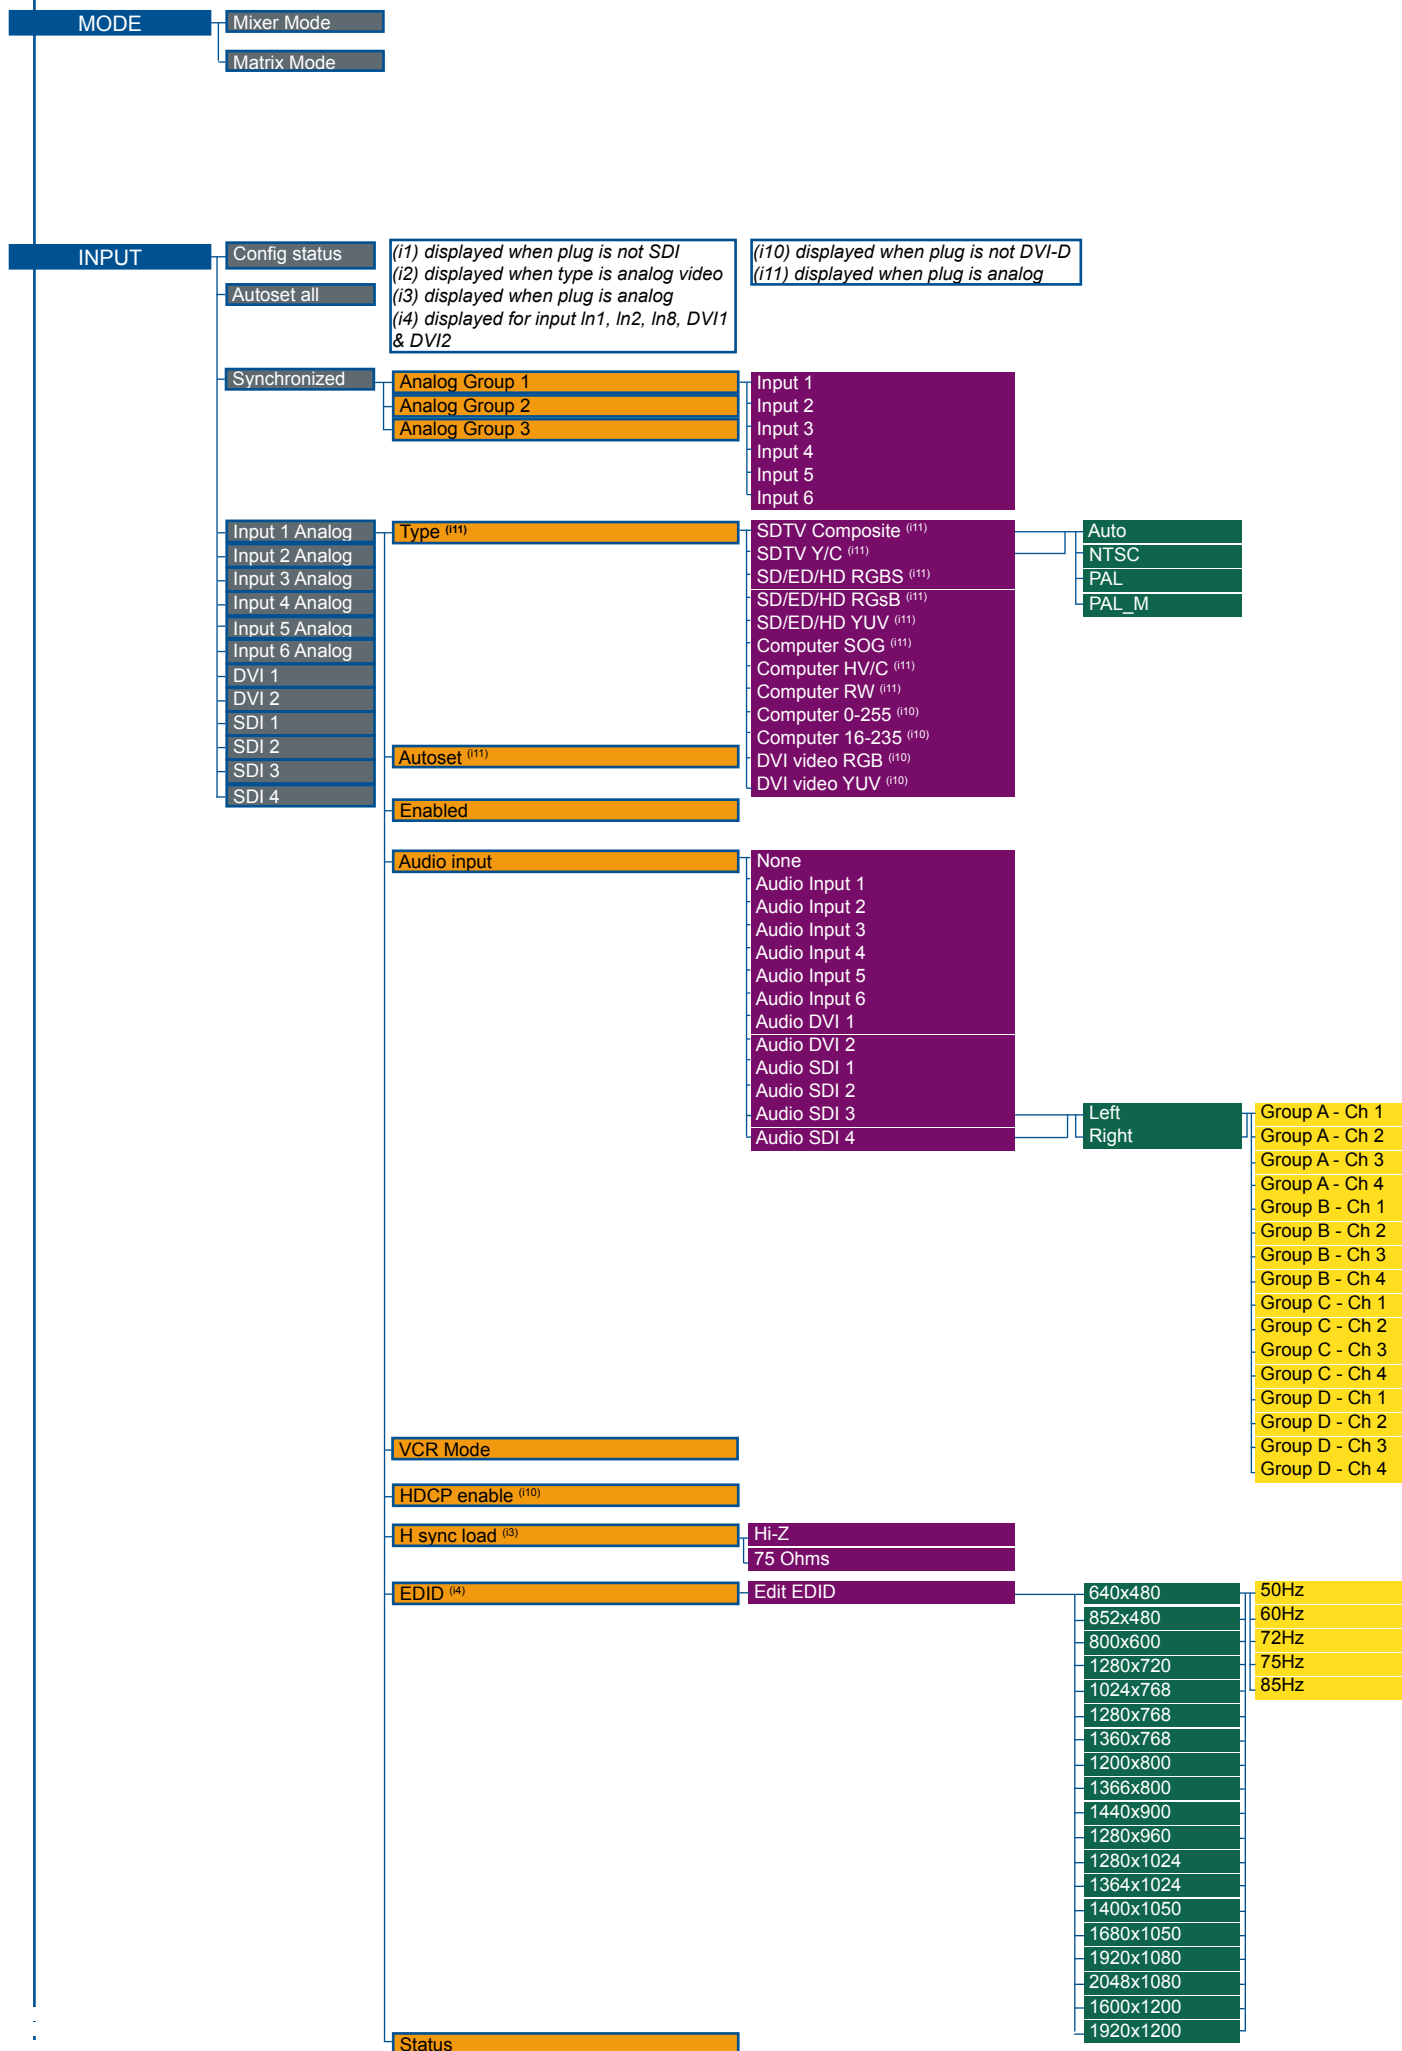 MODE
Mixer Mode
Matrix Mode
INPUT
Config status
Autoset all
(i1) displayed when plug is not SDI
(i2) displayed when type is analog video
(i3) displayed when plug is analog
(i4) displayed for input In1, In2, In8, DVI1
& DVI2
(i10) displayed when plug is not DVI-D
(i11) displayed when plug is analog
Synchronized
Analog Group 1
Analog Group 2
Analog Group 3
Input 1
Input 2
Input 3
Input 4
Input 5
Input 6
Input 1 Analog
Input 2 Analog
Input 3 Analog
Input 4 Analog
Input 5 Analog
Input 6 Analog
DVI 1
DVI 2
SDI 1
SDI 2
SDI 3
SDI 4
Type (i11)
SDTV Composite (i11)
SDTV Y/C (i11)
SD/ED/HD RGBS (i11)
SD/ED/HD RGsB (i11)
SD/ED/HD YUV (i11)
Computer SOG (i11)
Computer HV/C (i11)
Computer RW (i11)
Computer 0-255 (i10)
Computer 16-235 (i10)
DVI video RGB (i10)
DVI video YUV (i10)
Auto
NTSC
PAL
PAL_M
Autoset (i11)
Enabled
Audio input
None
Audio Input 1
Audio Input 2
Audio Input 3
Audio Input 4
Audio Input 5
Audio Input 6
Audio DVI 1
Audio DVI 2
Audio SDI 1
Audio SDI 2
Audio SDI 3
Audio SDI 4
Left
Right
Group A - Ch 1
Group A - Ch 2
Group A - Ch 3
Group A - Ch 4
Group B - Ch 1
Group B - Ch 2
Group B - Ch 3
Group B - Ch 4
Group C - Ch 1
Group C - Ch 2
Group C - Ch 3
Group C - Ch 4
Group D - Ch 1
Group D - Ch 2
Group D - Ch 3
Group D - Ch 4
VCR Mode
HDCP enable (i10)
H sync load (i3)
Hi-Z
75 Ohms
EDID (i4)
Edit EDID
640x480
852x480
800x600
1280x720
1024x768
1280x768
1360x768
1200x800
1366x800
1440x900
1280x960
1280x1024
1364x1024
1400x1050
1680x1050
1920x1080
2048x1080
1600x1200
1920x1200
50Hz
60Hz
72Hz
75Hz
85Hz
Status